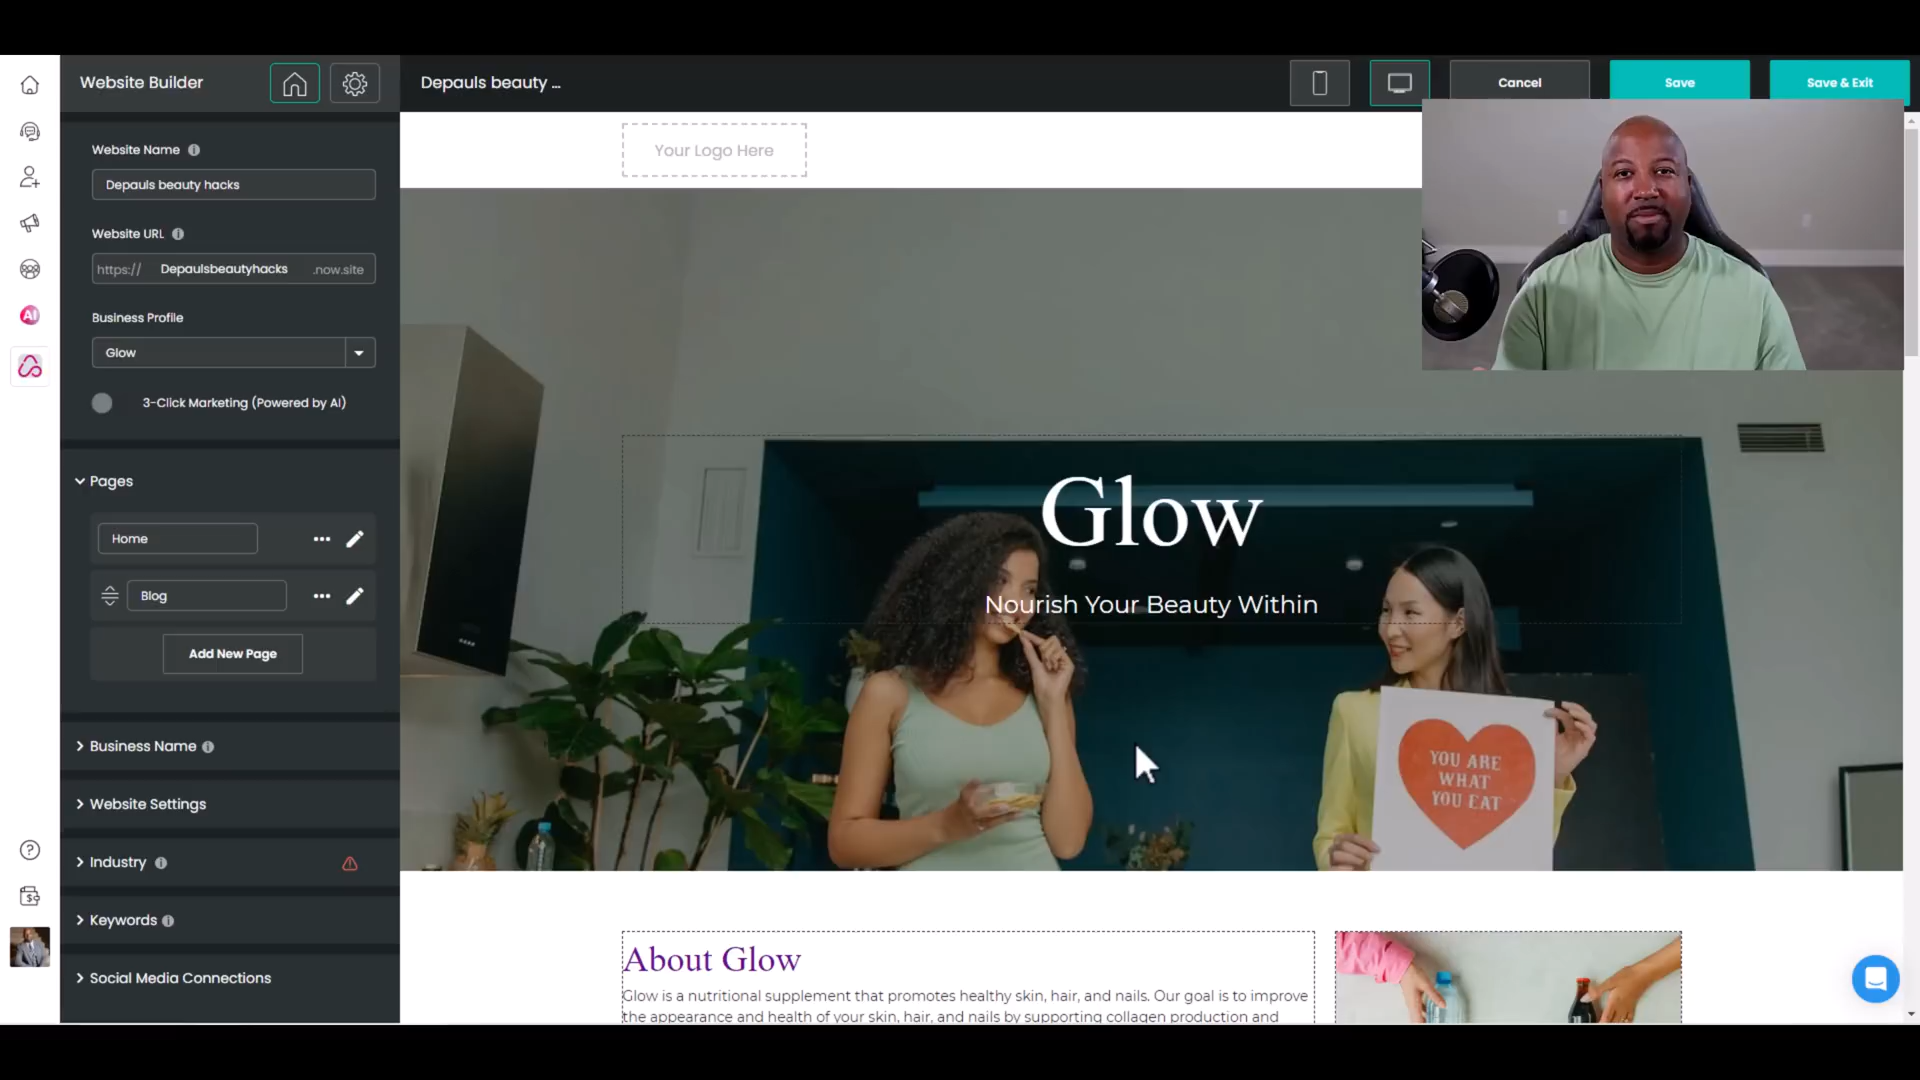 Website Builder
Depauls beauty ...
Cancel
Save
Save & Exit
Website Name
Depauls beauty hacks
Website URL
https:// Depaulsbeautyhacks .now.site
Business Profile
Glow
3-Click Marketing (Powered by AI)
Pages
Home
Blog
Add New Page
Business Name
Website Settings
Industry
Keywords
Social Media Connections
AI
Your Logo Here
Glow
Nourish Your Beauty Within
YOU ARE
WHAT
YOU EAT
About Glow
Glow is a nutritional supplement that promotes healthy skin, hair, and nails. Our goal is to improve
the appearance and health of your skin, hair, and nails by supporting collagen production and